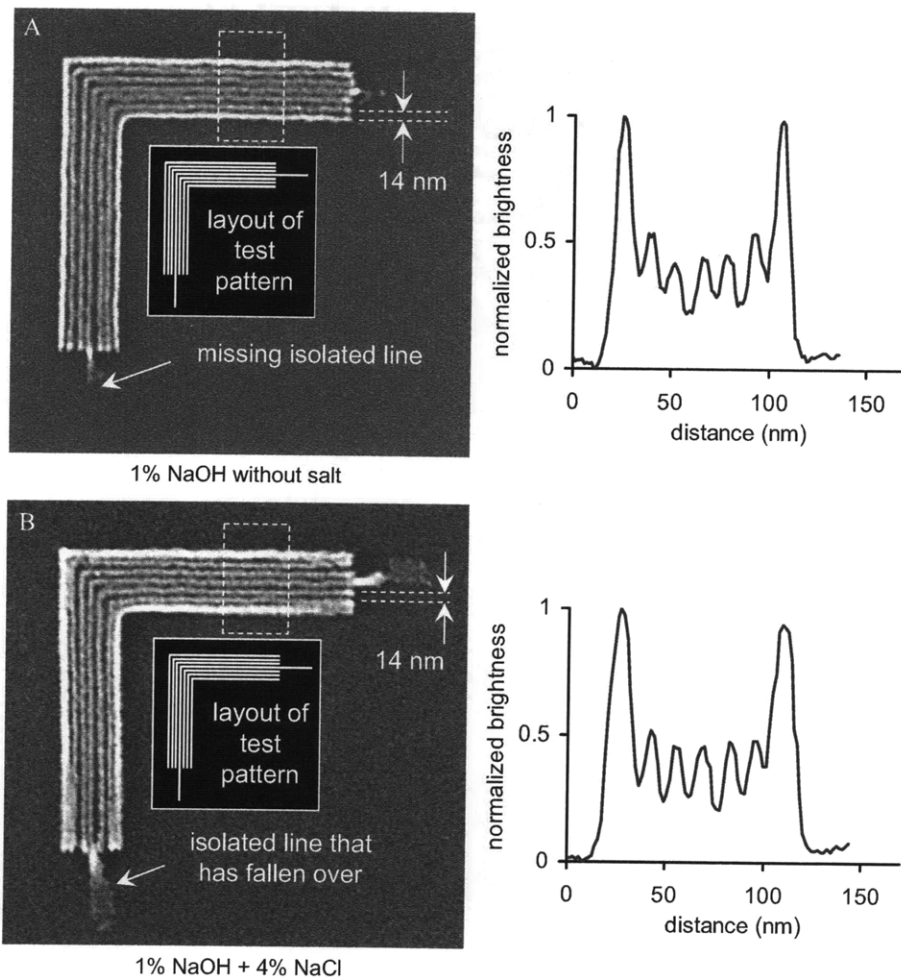 A
14 nm
layout of
test
pattern
missing isolated line
1% NaOH without salt
normalized brightness
1
0.5
0
0
50
100
150
distance (nm)
B
14 nm
layout of
test
pattern
isolated line that
has fallen over
1% NaOH + 4% NaCl
normalized brightness
1
0.5
0
0
50
100
150
distance (nm)